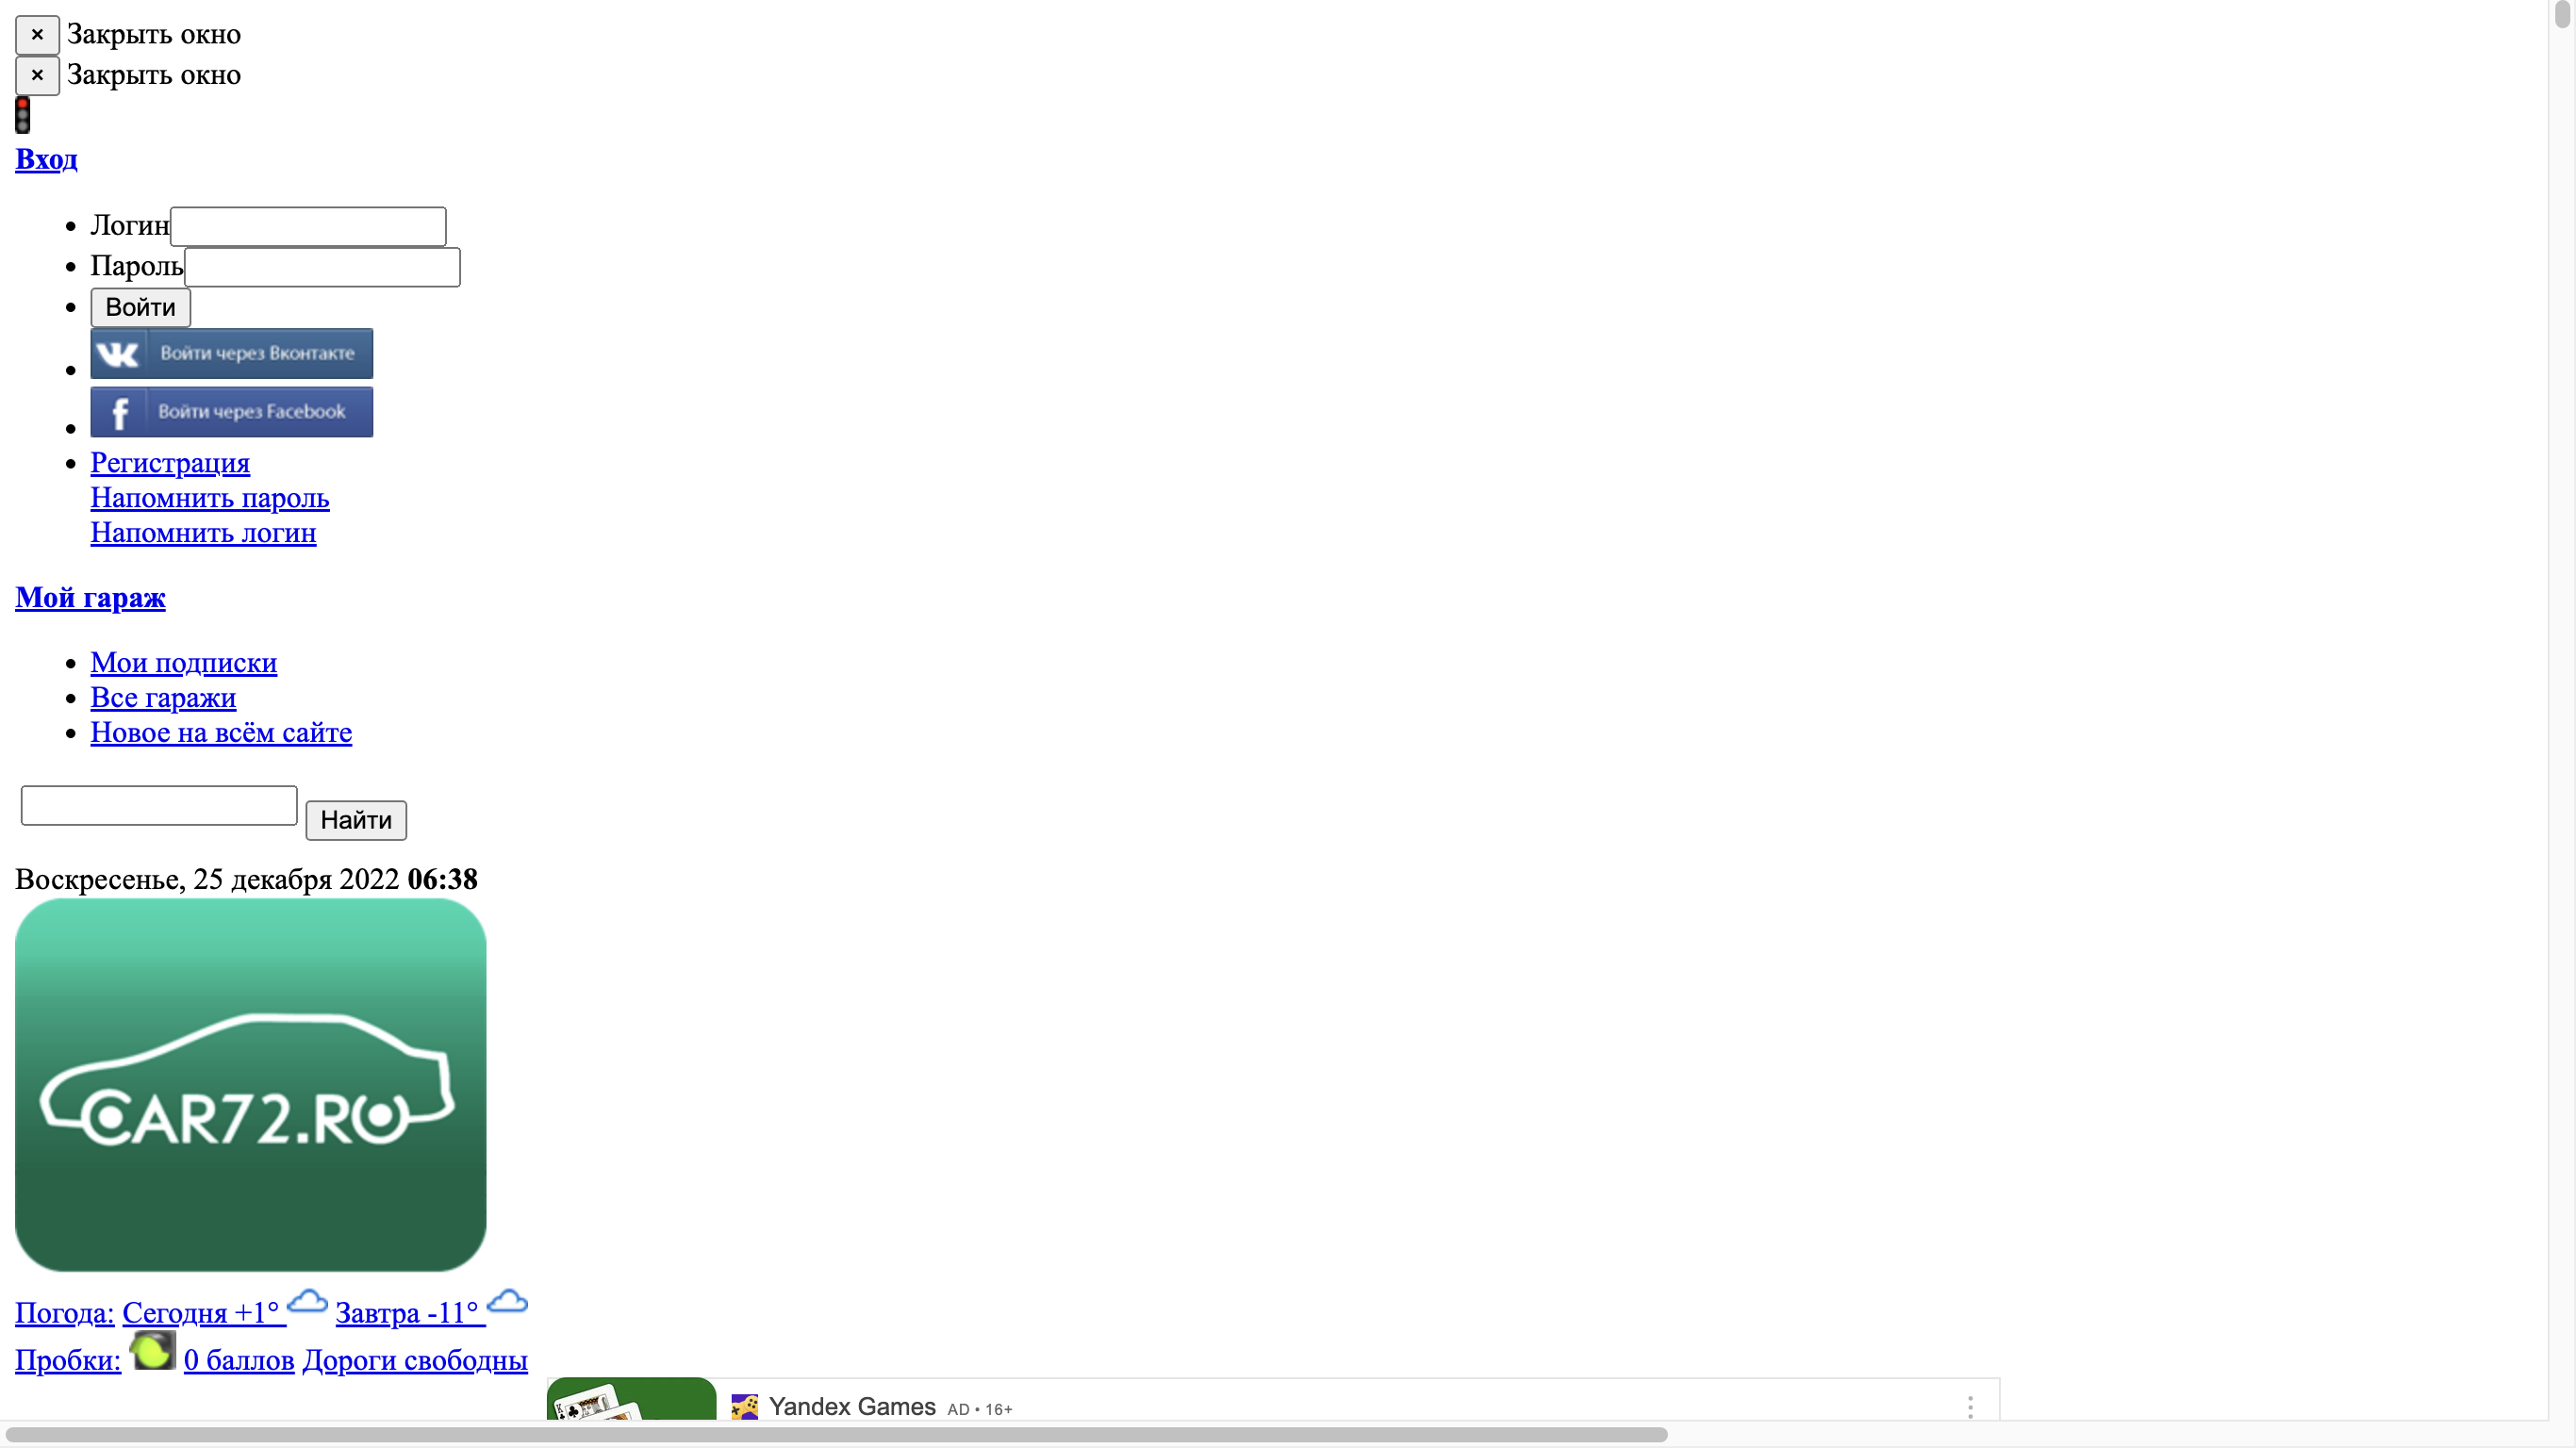 × Закрыть окно
× Закрыть окно
Вход
Логин
Пароль
Войти
Войти через Вконтакте
f Войти через Facebook
Регистрация
Напомнить пароль
Напомнить логин
Мой гараж
Мои подписки
Все гаражи
Новое на всём сайте
Найти
Воскресенье, 25 декабря 2022 06:38
CAR72.RU
Погода: Сегодня +1° Завтра -11°
Пробки: 0 баллов Дороги свободны
Yandex Games AD • 16+